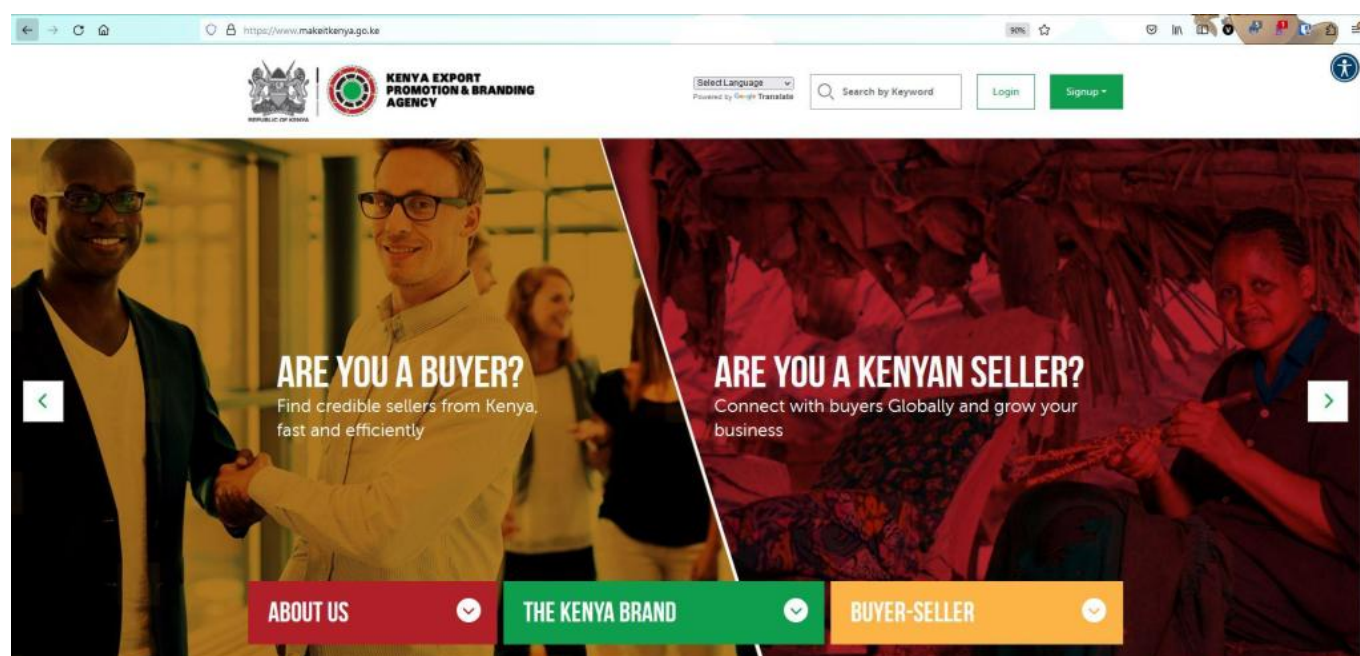 https://www.makeitkenya.go.ke
90%
REPUBLIC OF KENYA
KENYA EXPORT
PROMOTION & BRANDING
AGENCY
Select Language
Powered by Google Translate
Search by Keyword
Login
Signup
ARE YOU A BUYER?
Find credible sellers from Kenya,
fast and efficiently
ARE YOU A KENYAN SELLER?
Connect with buyers Globally and grow your
business
ABOUT US
THE KENYA BRAND
BUYER-SELLER